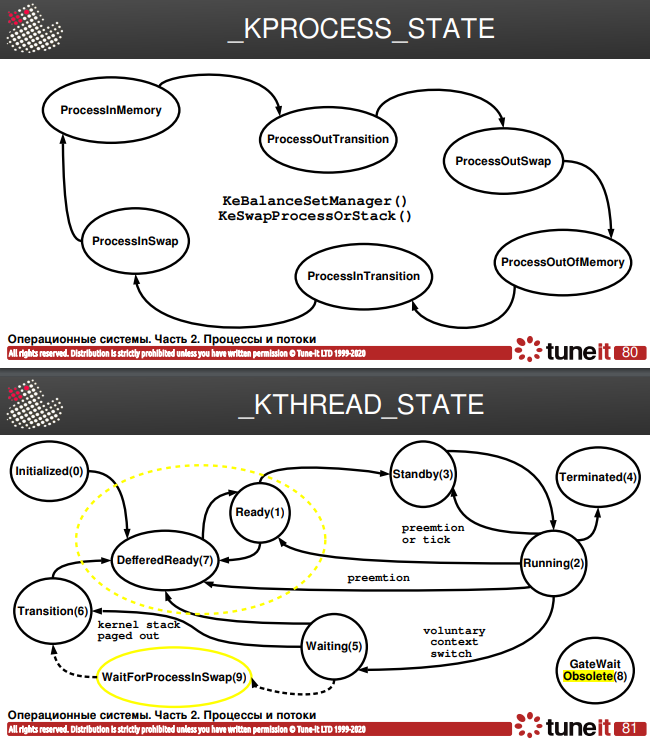 _KPROCESS_STATE
ProcessInMemory
ProcessOutTransition
ProcessOutSwap
KeBalanceSetManager()
KeSwapProcessOrStack()
ProcessInSwap
ProcessInTransition
ProcessOutOfMemory
Операционные системы. Часть 2. Процессы и потоки
All rights reserved. Distribution is strictly prohibited unless you have written permission © Tune-it LTD 1999-2020
tuneit 80
_KTHREAD_STATE
Initialized(0)
Standby(3)
Terminated(4)
Ready(1)
preemtion
or tick
DefferedReady(7)
Running(2)
preemtion
Transition(6)
kernel stack
paged out
Waiting(5)
voluntary
context
switch
WaitForProcessInSwap(9)
GateWait
Obsolete(8)
Операционные системы. Часть 2. Процессы и потоки
All rights reserved. Distribution is strictly prohibited unless you have written permission © Tune-it LTD 1999-2020
tuneit 81